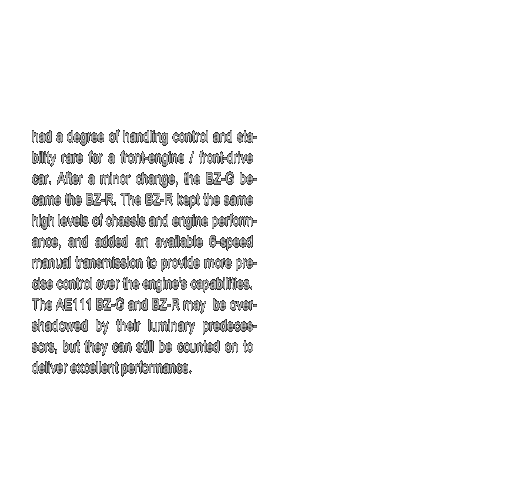 had a degree of handling control and sta-
bility rare for a front-engine / front-drive
car. After a minor change, the BZ-G be-
came the BZ-R. The BZ-R kept the same
high levels of chassis and engine perform-
ance, and added an available 6-speed
manual transmission to provide more pre-
cise control over the engine's capabilities.
The AE111 BZ-G and BZ-R may be over-
shadowed by their luminary predeces-
sors, but they can still be counted on to
deliver excellent performance.